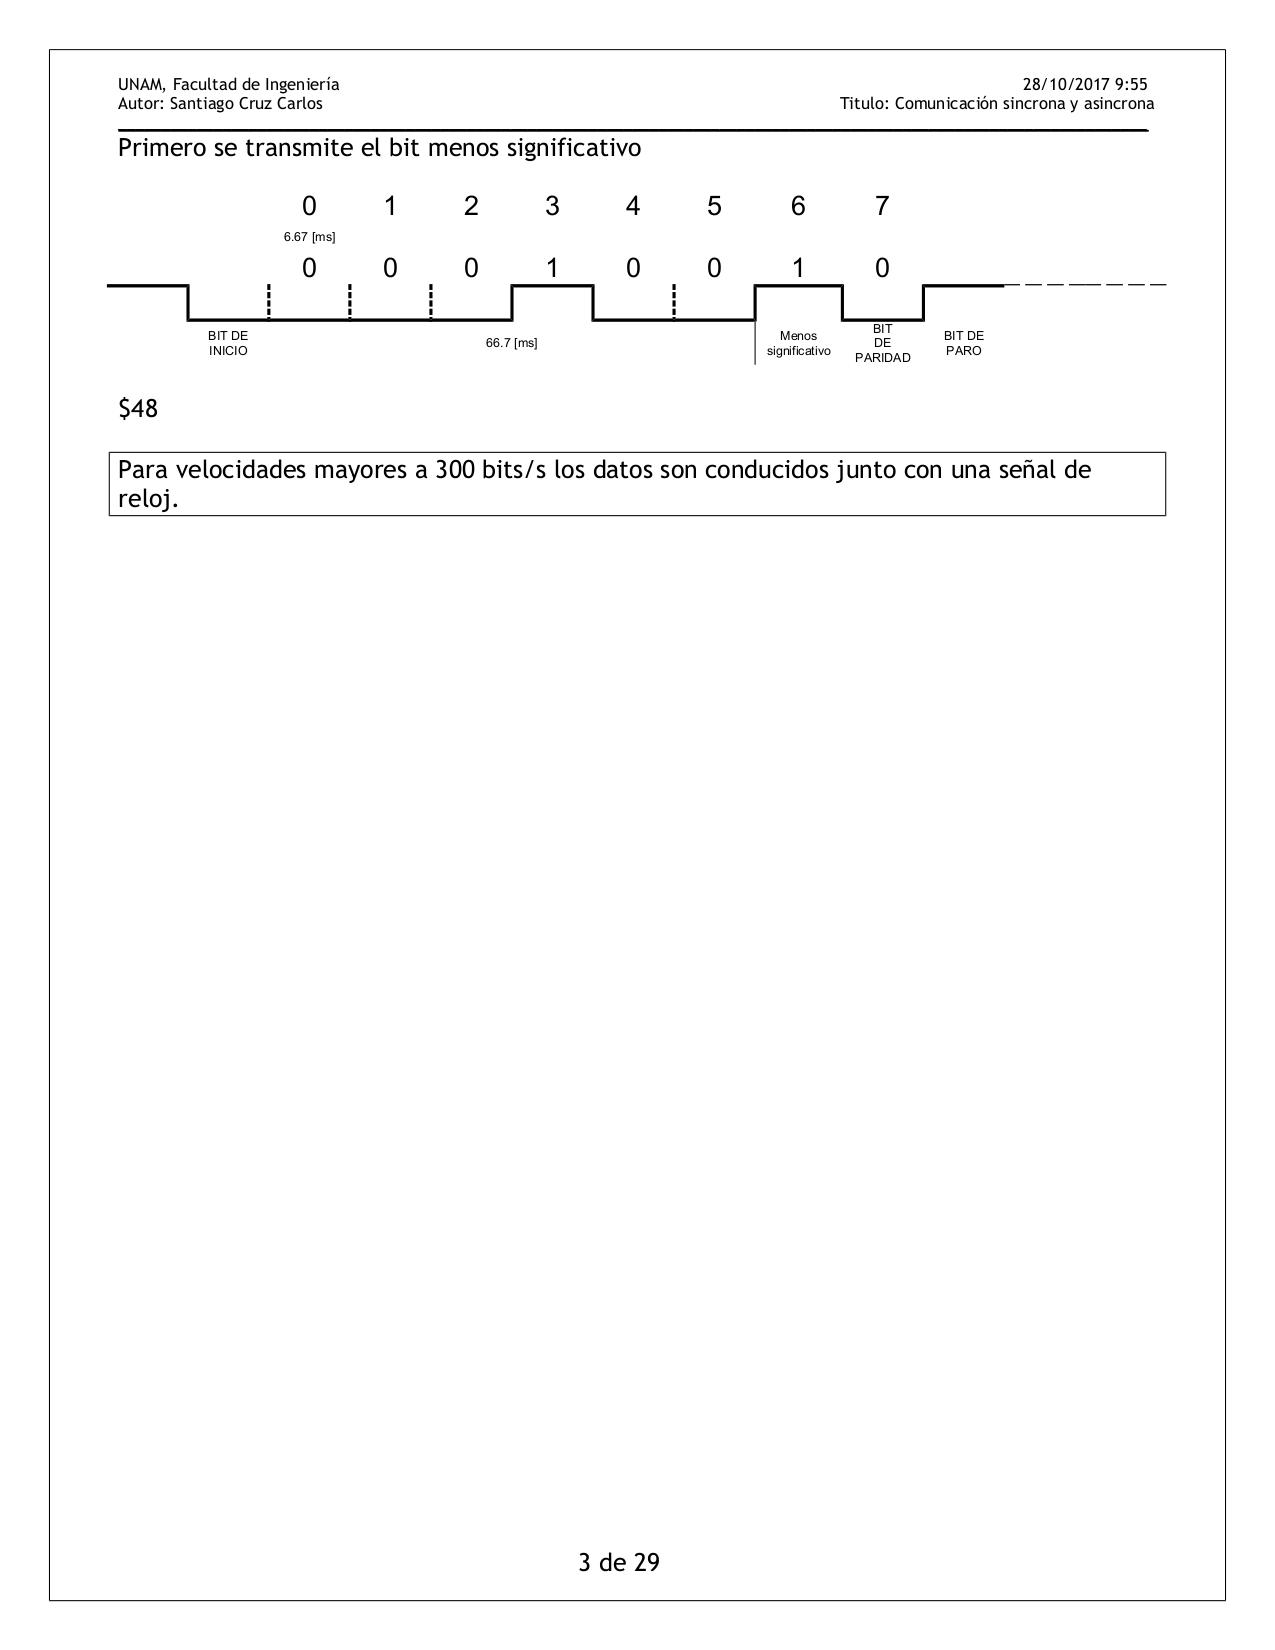 UNAM, Facultad de Ingeniería 28/10/2017 9:55
Autor: Santiago Cruz Carlos Titulo: Comunicación sincrona y asincrona
Primero se transmite el bit menos significativo
0 1 2 3 4 5 6 7
6.67 [ms]
0 0 0 1 0 0 1 0
BIT DE
INICIO
66.7 [ms]
Menos
significativo
BIT
DE
PARIDAD
BIT DE
PARO
$48
Para velocidades mayores a 300 bits/s los datos son conducidos junto con una señal de
reloj.
3 de 29